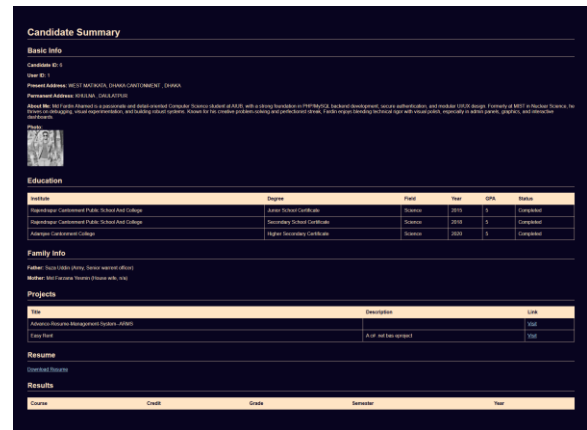 Candidate Summary
Basic Info
Candidate ID: 6
User ID: 1
Present Address: WEST MATIKATA, DHAKA CANTONMENT , DHAKA
Permanent Address: KHULNA , DAULATPUR
About Me: Md Fardin Ahamed is a passionate and detail-oriented Computer Science student at AIUB, with a strong foundation in PHP/MySQL backend development, secure authentication, and modular UI/UX design. Formerly at MIST in Nuclear Science, he
thrives on debugging, visual experimentation, and building robust systems. Known for his creative problem-solving and perfectionist streak, Fardin enjoys blending technical rigor with visual polish, especially in admin panels, graphics, and interactive
dashboards.
Photo:
Education
Institute Degree Field Year GPA Status
Rajendrapur Cantonment Public School And College Junior School Certificate Science 2015 5 Completed
Rajendrapur Cantonment Public School And College Secondary School Certificate Science 2018 5 Completed
Adamjee Cantonment College Higher Secondary Certificate Science 2020 5 Completed
Family Info
Father: Uddin (Army, Senior warrent officer)
Mother: Mst Farzana Yesmin (House wife, n/a)
Projects
Title Description Link
Advance-Resume-Management-System--ARMS Visit
Easy Rent Visit
Resume
Download Resume
Results
Course Credit Grade Semester Year